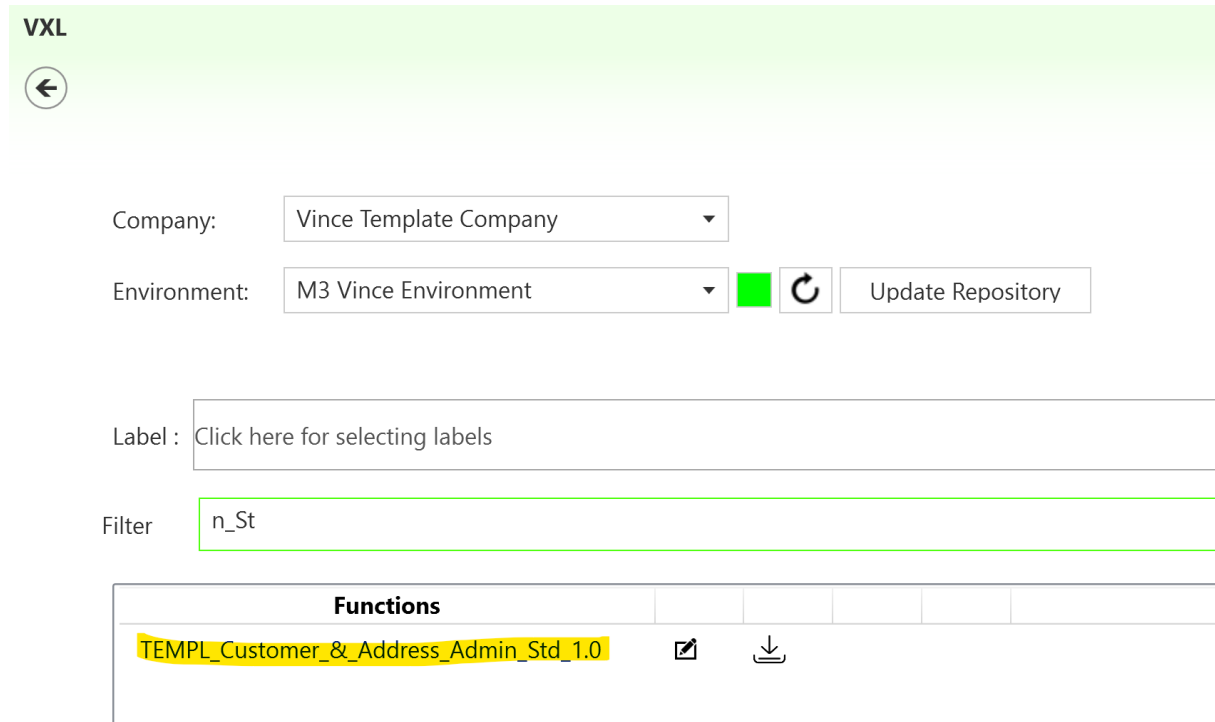 VXL
Company: Vince Template Company
Environment: M3 Vince Environment Update Repository
Label : Click here for selecting labels
Filter n_St
Functions
TEMPL_Customer_&_Address_Admin_Std_1.0